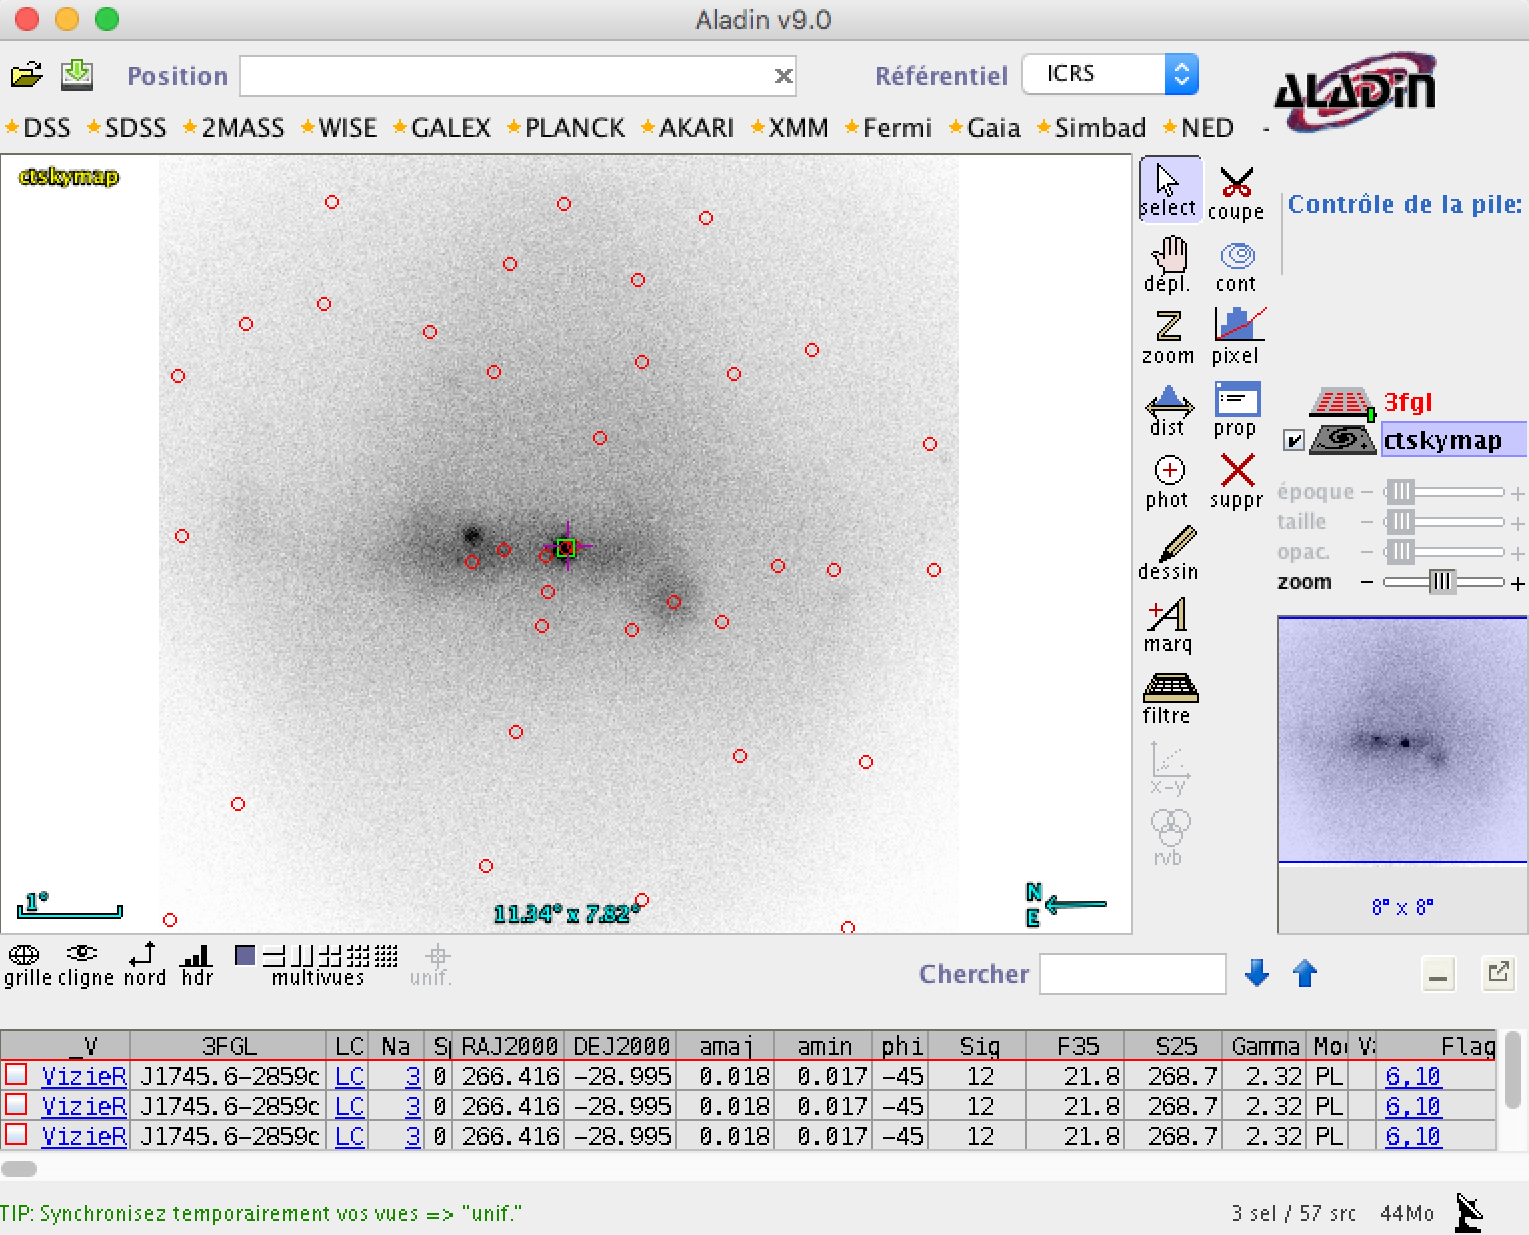 Aladin v9.0
Position
Référentiel ICRS
ALADIN
DSS SDSS 2MASS WISE GALEX PLANCK AKARI XMM Fermi Gaia Simbad NED -
ctskymap
select coupe
Contrôle de la pile:
dépl. cont
zoom pixel
3fgl
dist prop
ctskymap
phot suppr
époque - +
taille - +
opac. - +
dessin
zoom - +
marq
filtre
x-y
rvb
1°
11.34° x 7.82°
N
E
8° x 8°
grille cligne nord hdr multivues unif.
Chercher
_V 3FGL LC Na S RAJ2000 DEJ2000 amaj amin phi Sig F35 S25 Gamma Mo V Flag
VizieR J1745.6-2859c LC 3 0 266.416 -28.995 0.018 0.017 -45 12 21.8 268.7 2.32 PL 6,10
VizieR J1745.6-2859c LC 3 0 266.416 -28.995 0.018 0.017 -45 12 21.8 268.7 2.32 PL 6,10
VizieR J1745.6-2859c LC 3 0 266.416 -28.995 0.018 0.017 -45 12 21.8 268.7 2.32 PL 6,10
TIP: Synchronisez temporairement vos vues => "unif."
3 sel / 57 src 44Mo